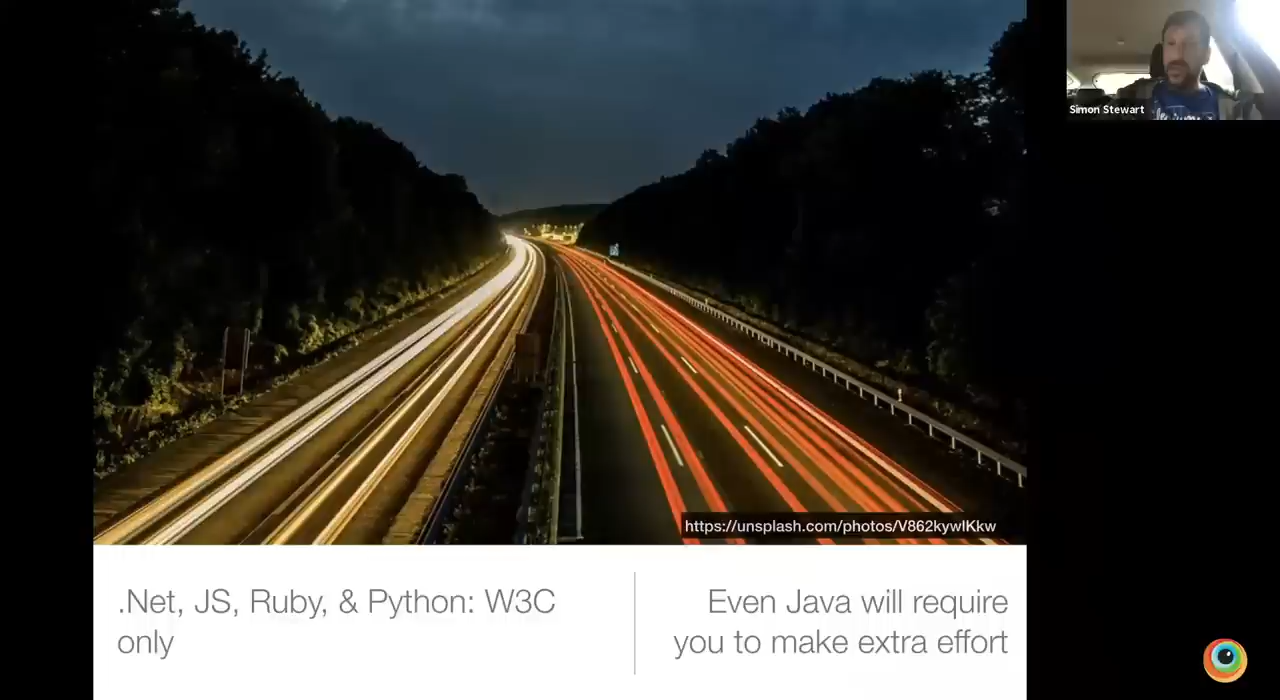 Simon Stewart
https://unsplash.com/photos/V862kywIKkw
.Net, JS, Ruby, & Python: W3C
only
Even Java will require
you to make extra effort